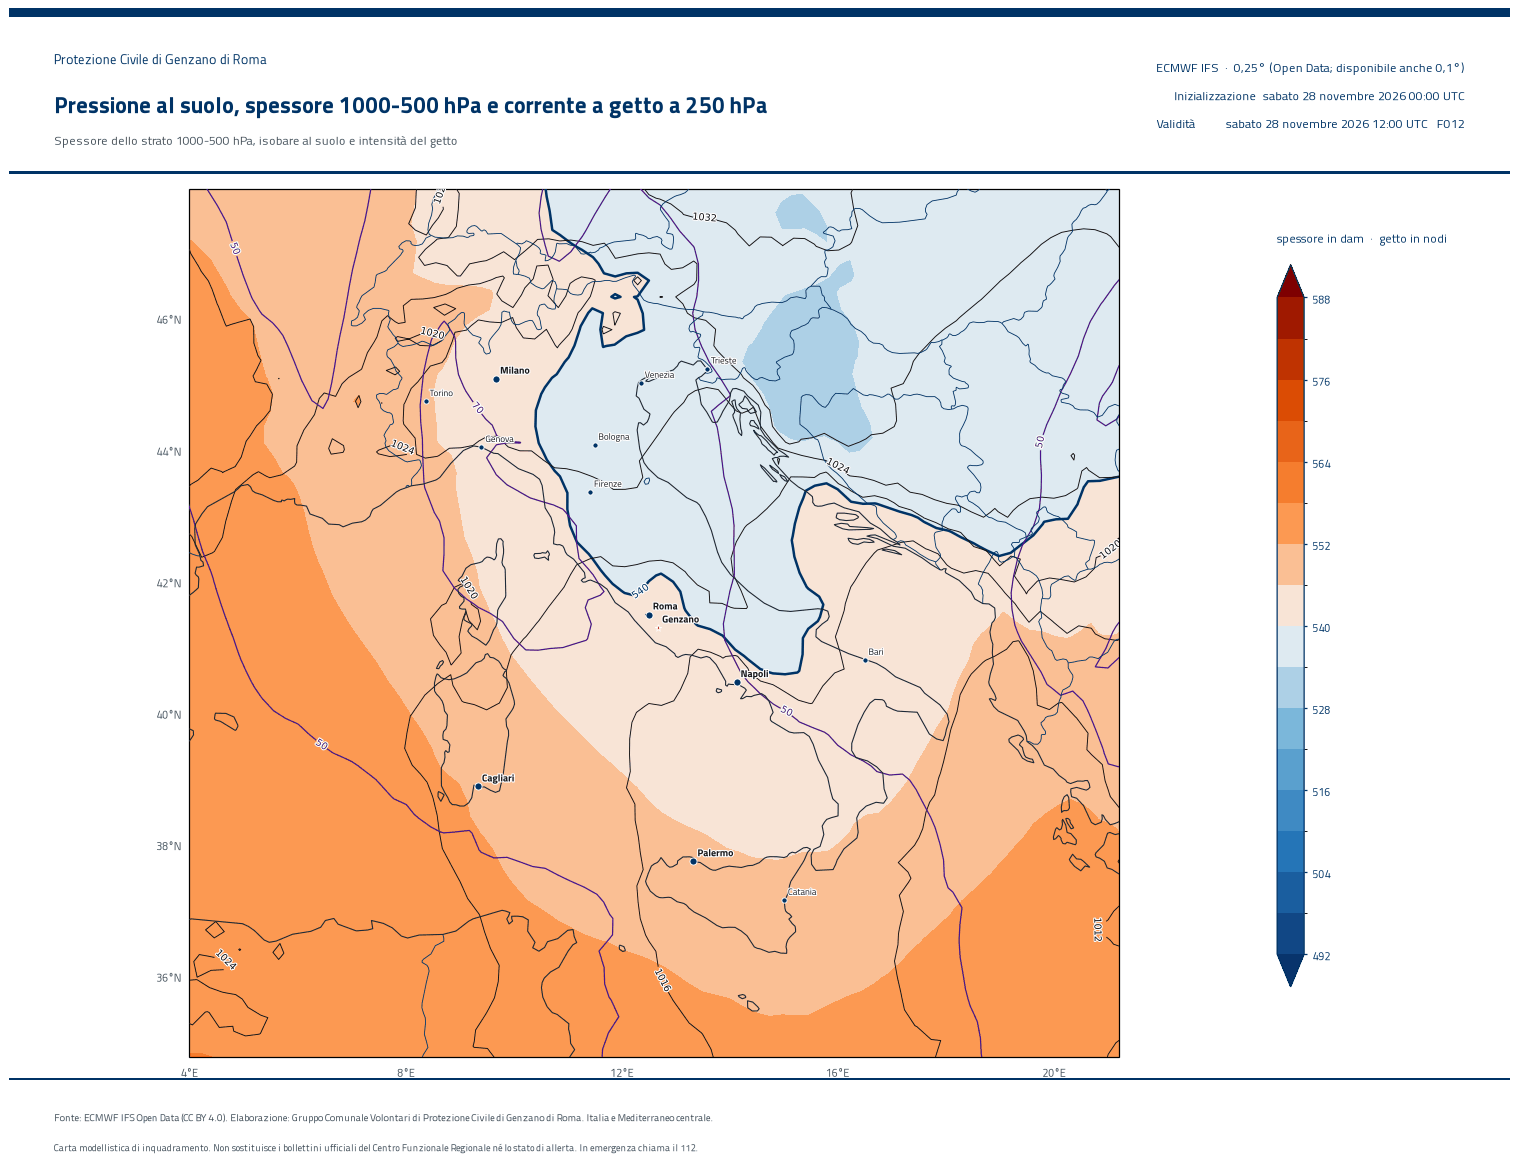 Protezione Civile di Genzano di Roma
Pressione al suolo, spessore 1000-500 hPa e corrente a getto a 250 hPa
Spessore dello strato 1000-500 hPa, isobare al suolo e intensità del getto
ECMWF IFS · 0,25° (Open Data; disponibile anche 0,1°)
Inizializzazione sabato 28 novembre 2026 00:00 UTC
Validità sabato 28 novembre 2026 12:00 UTC F012
spessore in dam · getto in nodi
588
576
564
552
540
528
516
504
492
46°N
44°N
42°N
40°N
38°N
36°N
4°E
8°E
12°E
16°E
20°E
1032
50
1020
Milano
Torino
70
Genova
1024
Venezia
Trieste
Bologna
Firenze
1024
50
1020
1020
540
Roma
Genzano
Napoli
Bari
50
50
Cagliari
Palermo
Catania
1024
1016
1012
Fonte: ECMWF IFS Open Data (CC BY 4.0). Elaborazione: Gruppo Comunale Volontari di Protezione Civile di Genzano di Roma. Italia e Mediterraneo centrale.
Carta modellistica di inquadramento. Non sostituisce i bollettini ufficiali del Centro Funzionale Regionale né lo stato di allerta. In emergenza chiama il 112.